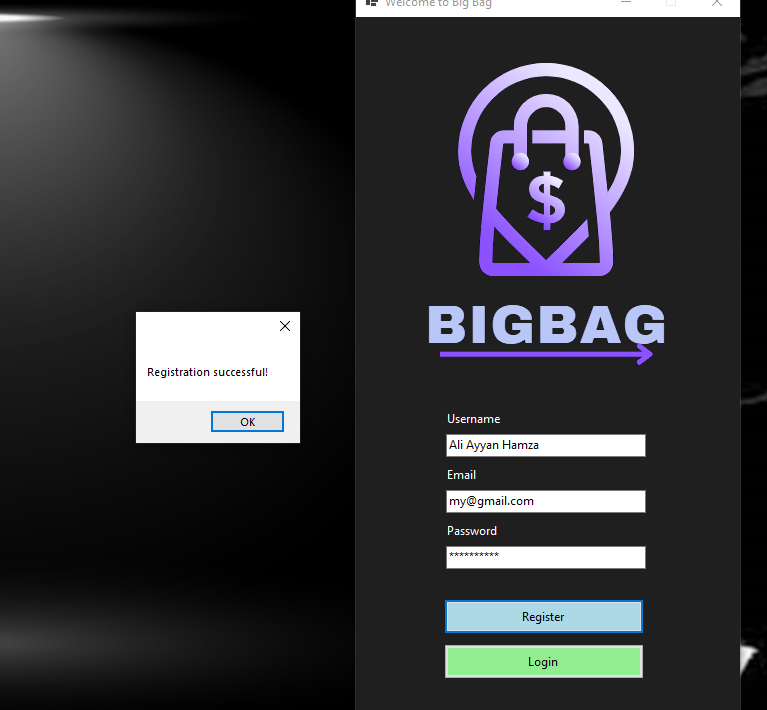 Welcome to Big Bag
$
BIGBAG
Registration successful!
OK
Username
Ali Ayyan Hamza
Email
my@gmail.com
Password
**********
Register
Login